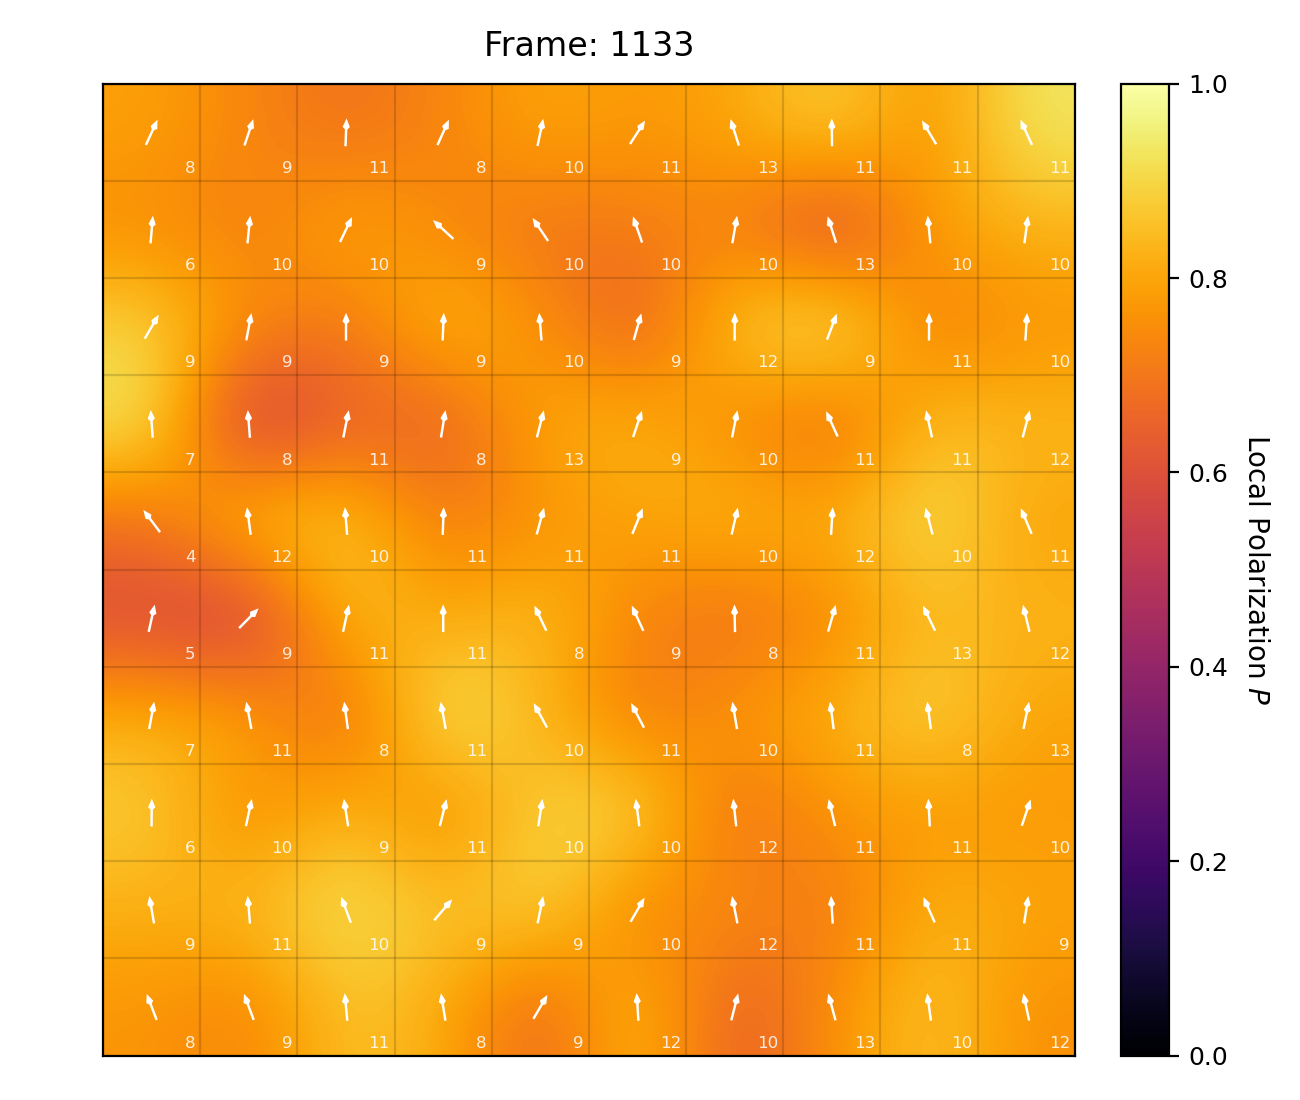 Frame: 1133
8 9 11 8 10 11 13 11 11 11
6 10 10 9 10 10 10 13 10 10
9 9 9 9 10 9 12 9 11 10
7 8 11 8 13 9 10 11 11 12
4 12 10 11 11 11 10 12 10 11
5 9 11 11 8 9 8 11 13 12
7 11 8 11 10 11 10 11 8 13
6 10 9 11 10 10 12 11 11 10
9 11 10 9 9 10 12 11 11 9
8 9 11 8 9 12 10 13 10 12
1.0
0.8
0.6
0.4
0.2
0.0
Local Polarization P